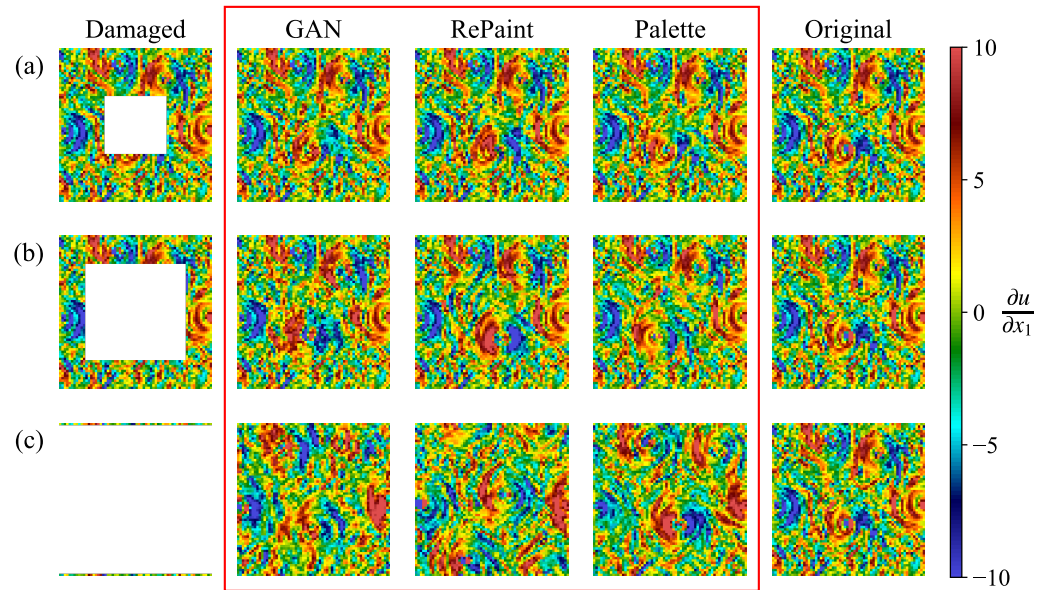 Damaged GAN RePaint Palette Original
(a)
(b)
(c)
10
5
0
−5
−10
∂u
∂x₁